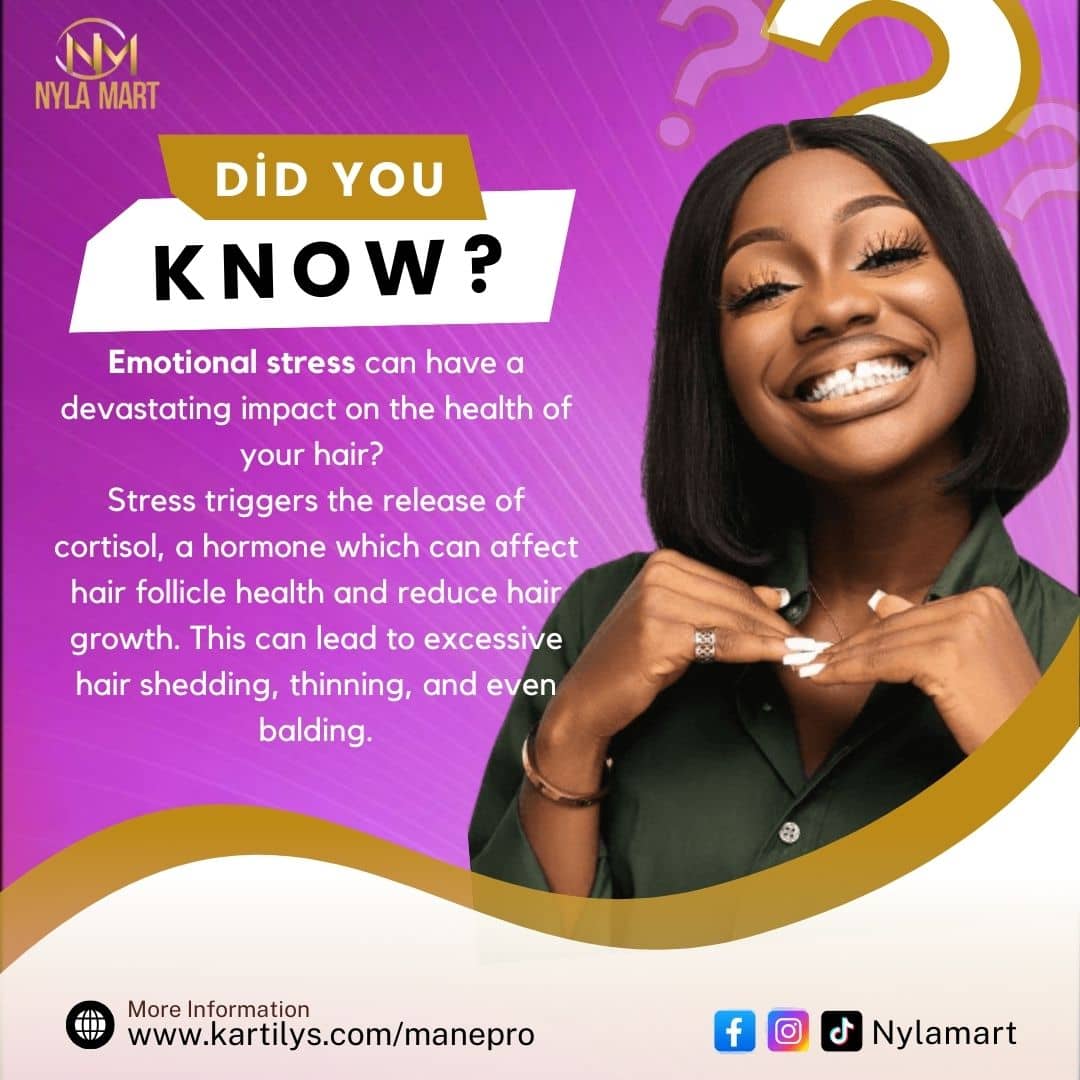 NM
NYLA MART
DİD YOU
KNOW?
Emotional stress can have a
devastating impact on the health of
your hair?
Stress triggers the release of
cortisol, a hormone which can affect
hair follicle health and reduce hair
growth. This can lead to excessive
hair shedding, thinning, and even
balding.
More Information
www.kartilys.com/manepro
Nylamart